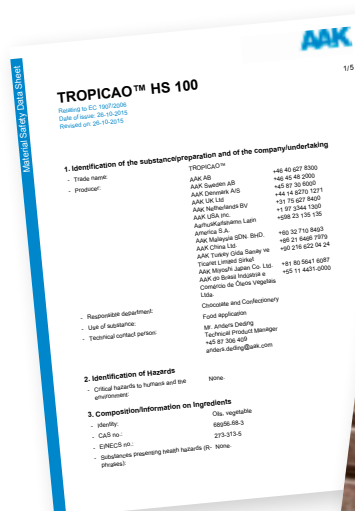 AAK
1/5
Material Safety Data Sheet
TROPICAO™ HS 100
Relating to EC 1907/2006
Date of issue: 26-10-2015
Revised on: 26-10-2015
1. Identification of the substance/preparation and of the company/undertaking
- Trade name: TROPICAO™
- Producer: AAK AB +46 40 627 8300
AAK Sweden AB +46 45 48 2000
AAK Denmark A/S +45 87 30 6000
AAK UK Ltd +44 14 8270 1271
AAK Netherlands BV +31 75 627 8400
AAK USA Inc. +1 97 3344 1300
AarhusKarlshamn Latin +598 23 135 135
America S.A.
AAK Malaysia SDN. BHD. +60 32 710 8493
AAK China Ltd. +86 21 6466 7979
AAK Turkey Gida Sanay ve +90 216 622 04 24
Ticaret Limited Sirket
AAK Miyoshi Japan Co. Ltd. +81 80 5641 6087
AAK do Brasil Indústria e +55 11 4431-0000
Comércio de Óleos Vegetais
Ltda.
- Responsible department: Chocolate and Confectionery
- Use of substance: Food application
- Technical contact person: Mr. Anders Deding
Technical Product Manager
+45 87 306 409
anders.deding@aak.com
2. Identification of Hazards
- Critical hazards to humans and the None.
environment:
3. Composition/Information on Ingredients
- Identity: Oils, vegetable
- CAS no.: 68956-68-3
- EINECS no.: 273-313-5
- Substances presenting health hazards (R- None.
phrases):